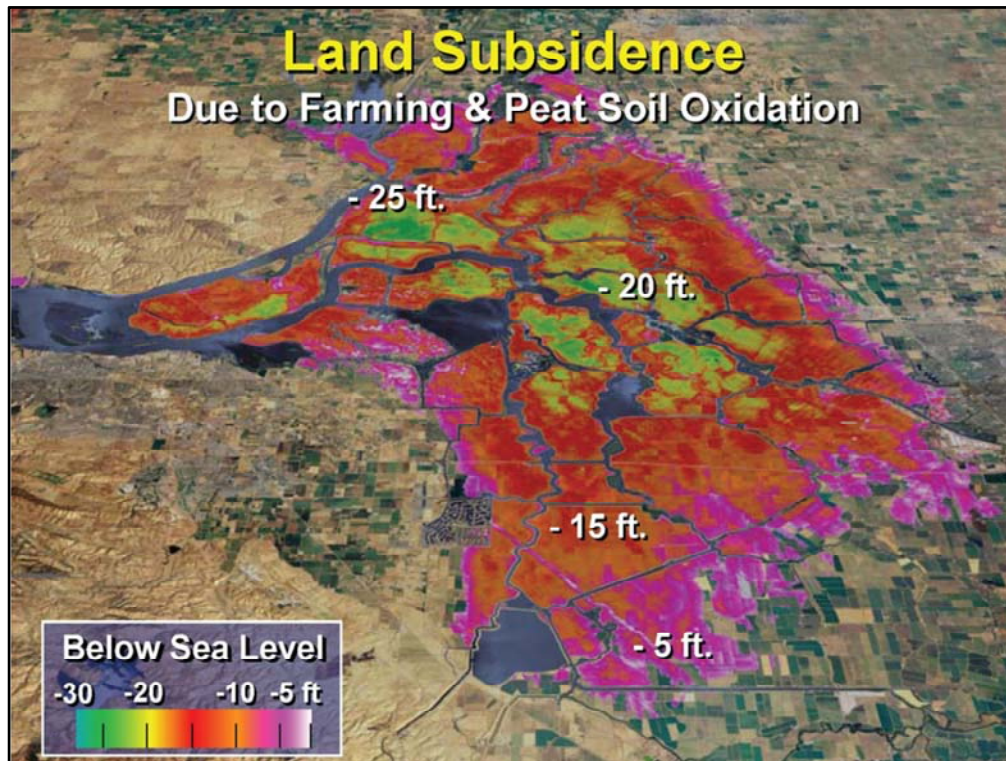 Land Subsidence
Due to Farming & Peat Soil Oxidation
- 25 ft.
- 20 ft.
- 15 ft.
- 5 ft.
Below Sea Level
-30 -20 -10 -5 ft